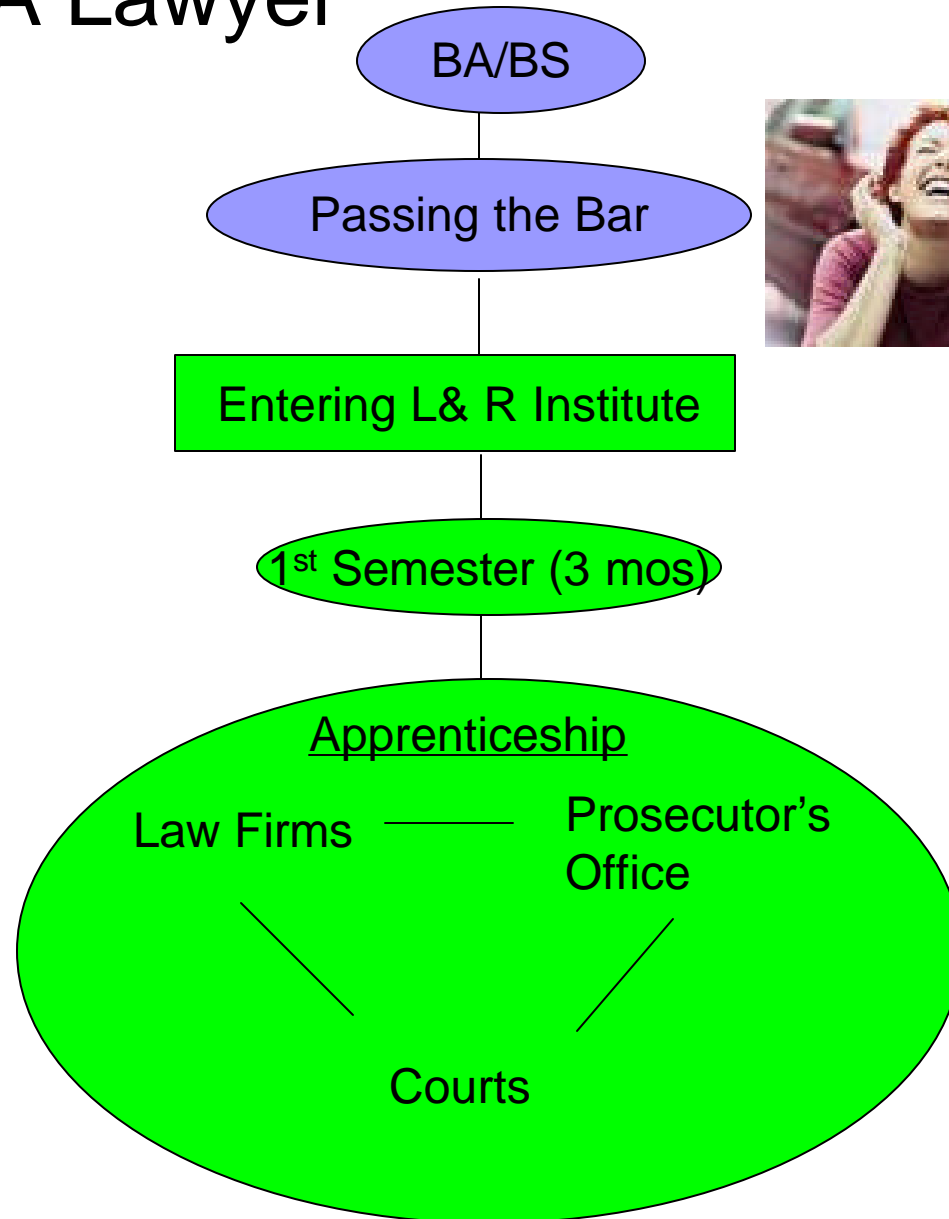 A Lawyer
BA/BS
Passing the Bar
Entering L& R Institute
1st Semester (3 mos)
Apprenticeship
Law Firms
Prosecutor’s
Office
Courts